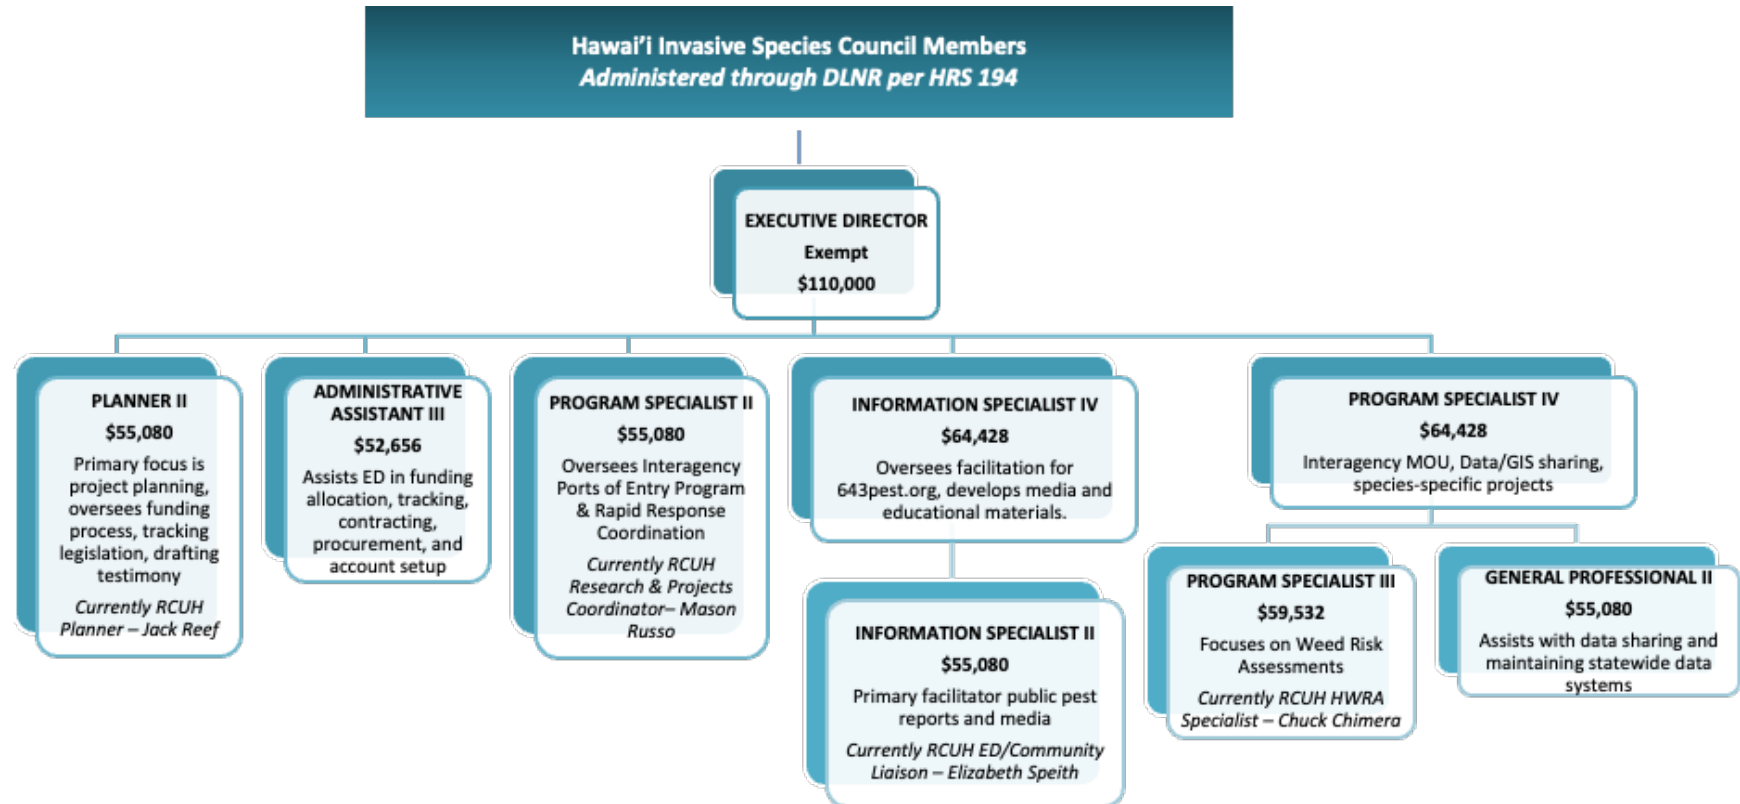 Hawai'i Invasive Species Council Members
Administered through DLNR per HRS 194
EXECUTIVE DIRECTOR
Exempt
$110,000
PLANNER II
$55,080
Primary focus is
project planning,
oversees funding
process, tracking
legislation, drafting
testimony
Currently RCUH
Planner – Jack Reef
ADMINISTRATIVE
ASSISTANT III
$52,656
Assists ED in funding
allocation, tracking,
contracting,
procurement, and
account setup
PROGRAM SPECIALIST II
$55,080
Oversees Interagency
Ports of Entry Program
& Rapid Response
Coordination
Currently RCUH
Research & Projects
Coordinator– Mason
Russo
INFORMATION SPECIALIST IV
$64,428
Oversees facilitation for
643pest.org, develops media and
educational materials.
INFORMATION SPECIALIST II
$55,080
Primary facilitator public pest
reports and media
Currently RCUH ED/Community
Liaison – Elizabeth Speith
PROGRAM SPECIALIST IV
$64,428
Interagency MOU, Data/GIS sharing,
species-specific projects
PROGRAM SPECIALIST III
$59,532
Focuses on Weed Risk
Assessments
Currently RCUH HWRA
Specialist – Chuck Chimera
GENERAL PROFESSIONAL II
$55,080
Assists with data sharing and
maintaining statewide data
systems